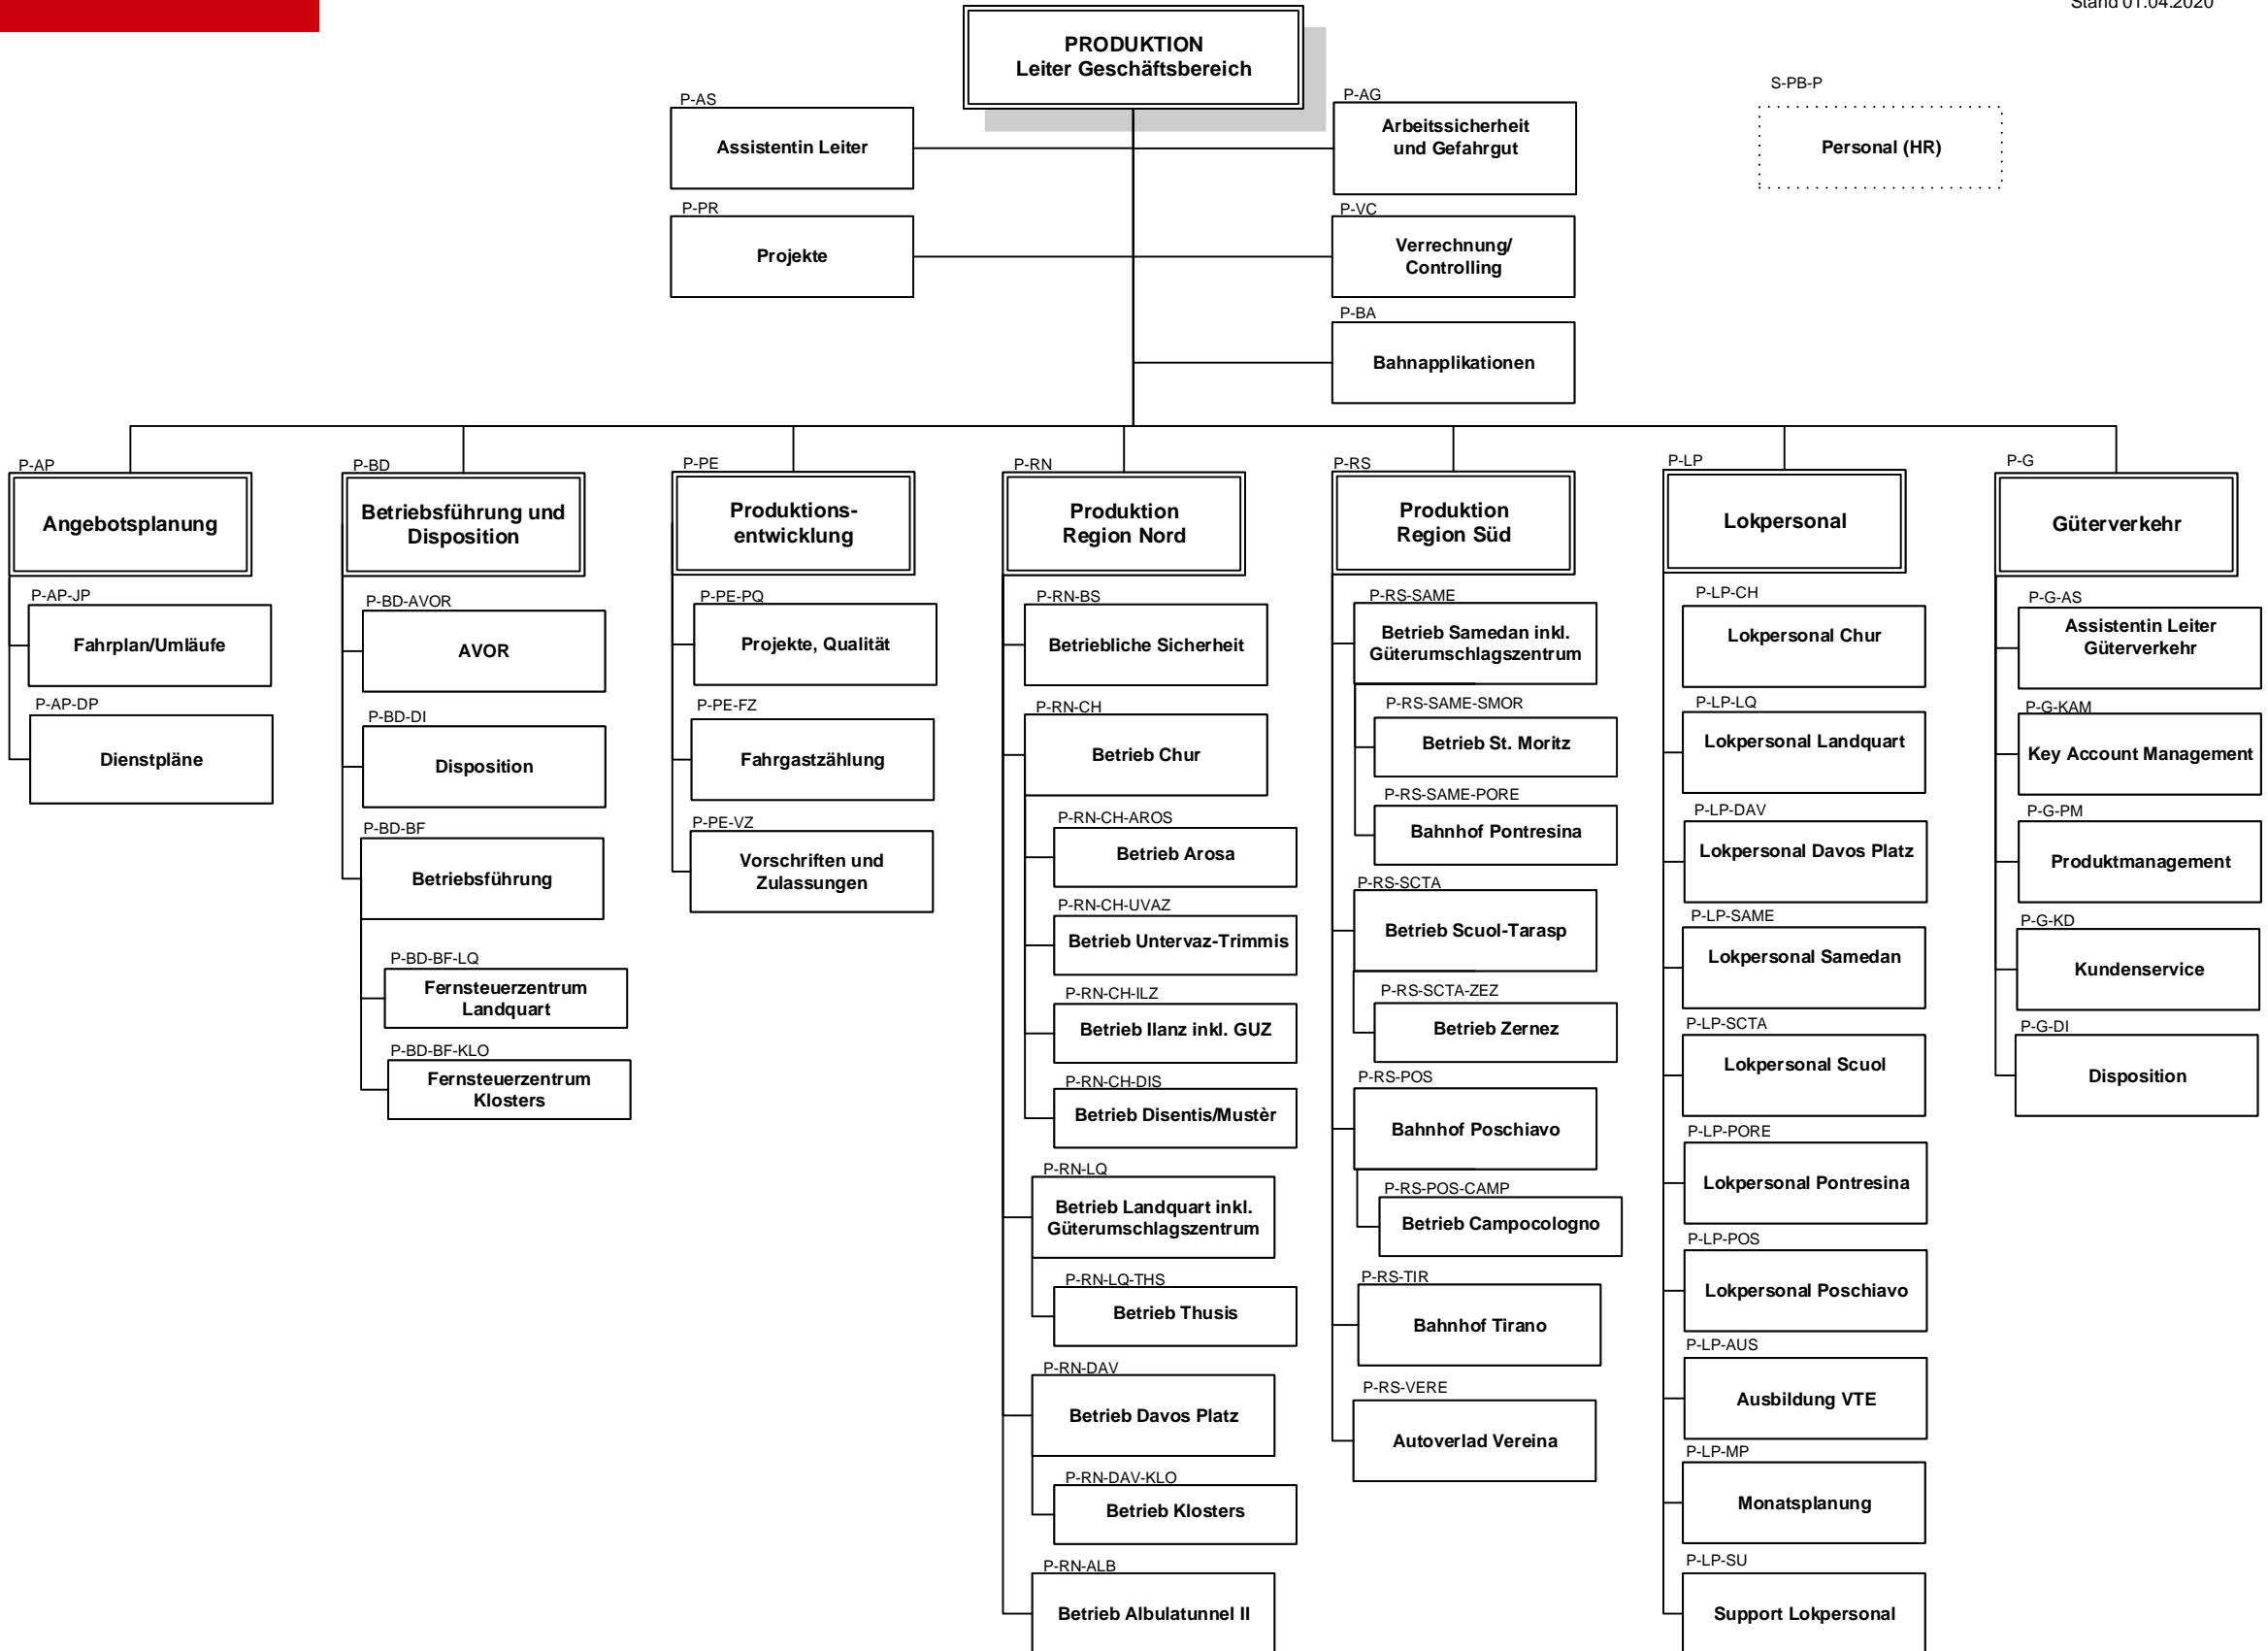 Stand 01.04.2020
PRODUKTION
Leiter Geschäftsbereich
P-AS
Assistentin Leiter
P-AG
Arbeitssicherheit
und Gefahrgut
S-PB-P
Personal (HR)
P-PR
Projekte
P-VC
Verrechnung/
Controlling
P-BA
Bahnapplikationen
P-AP
Angebotsplanung
P-AP-JP
Fahrplan/Umläufe
P-AP-DP
Dienstpläne
P-BD
Betriebsführung und
Disposition
P-BD-AVOR
AVOR
P-BD-DI
Disposition
P-BD-BF
Betriebsführung
P-BD-BF-LQ
Fernsteuerzentrum
Landquart
P-BD-BF-KLO
Fernsteuerzentrum
Klosters
P-PE
Produktions-
entwicklung
P-PE-PQ
Projekte, Qualität
P-PE-FZ
Fahrgastzählung
P-PE-VZ
Vorschriften und
Zulassungen
P-RN
Produktion
Region Nord
P-RN-BS
Betriebliche Sicherheit
P-RN-CH
Betrieb Chur
P-RN-CH-AROS
Betrieb Arosa
P-RN-CH-UVAZ
Betrieb Untervaz-Trimmis
P-RN-CH-ILZ
Betrieb Ilanz inkl. GUZ
P-RN-CH-DIS
Betrieb Disentis/Mustèr
P-RN-LQ
Betrieb Landquart inkl.
Güterumschlagszentrum
P-RN-LQ-THS
Betrieb Thusis
P-RN-DAV
Betrieb Davos Platz
P-RN-DAV-KLO
Betrieb Klosters
P-RN-ALB
Betrieb Albulatunnel II
P-RS
Produktion
Region Süd
P-RS-SAME
Betrieb Samedan inkl.
Güterumschlagszentrum
P-RS-SAME-SMOR
Betrieb St. Moritz
P-RS-SAME-PORE
Bahnhof Pontresina
P-RS-SCTA
Betrieb Scuol-Tarasp
P-RS-SCTA-ZEZ
Betrieb Zernez
P-RS-POS
Bahnhof Poschiavo
P-RS-POS-CAMP
Betrieb Campocologno
P-RS-TIR
Bahnhof Tirano
P-RS-VERE
Autoverlad Vereina
P-LP
Lokpersonal
P-LP-CH
Lokpersonal Chur
P-LP-LQ
Lokpersonal Landquart
P-LP-DAV
Lokpersonal Davos Platz
P-LP-SAME
Lokpersonal Samedan
P-LP-SCTA
Lokpersonal Scuol
P-LP-PORE
Lokpersonal Pontresina
P-LP-POS
Lokpersonal Poschiavo
P-LP-AUS
Ausbildung VTE
P-LP-MP
Monatsplanung
P-LP-SU
Support Lokpersonal
P-G
Güterverkehr
P-G-AS
Assistentin Leiter
Güterverkehr
P-G-KAM
Key Account Management
P-G-PM
Produktmanagement
P-G-KD
Kundenservice
P-G-DI
Disposition